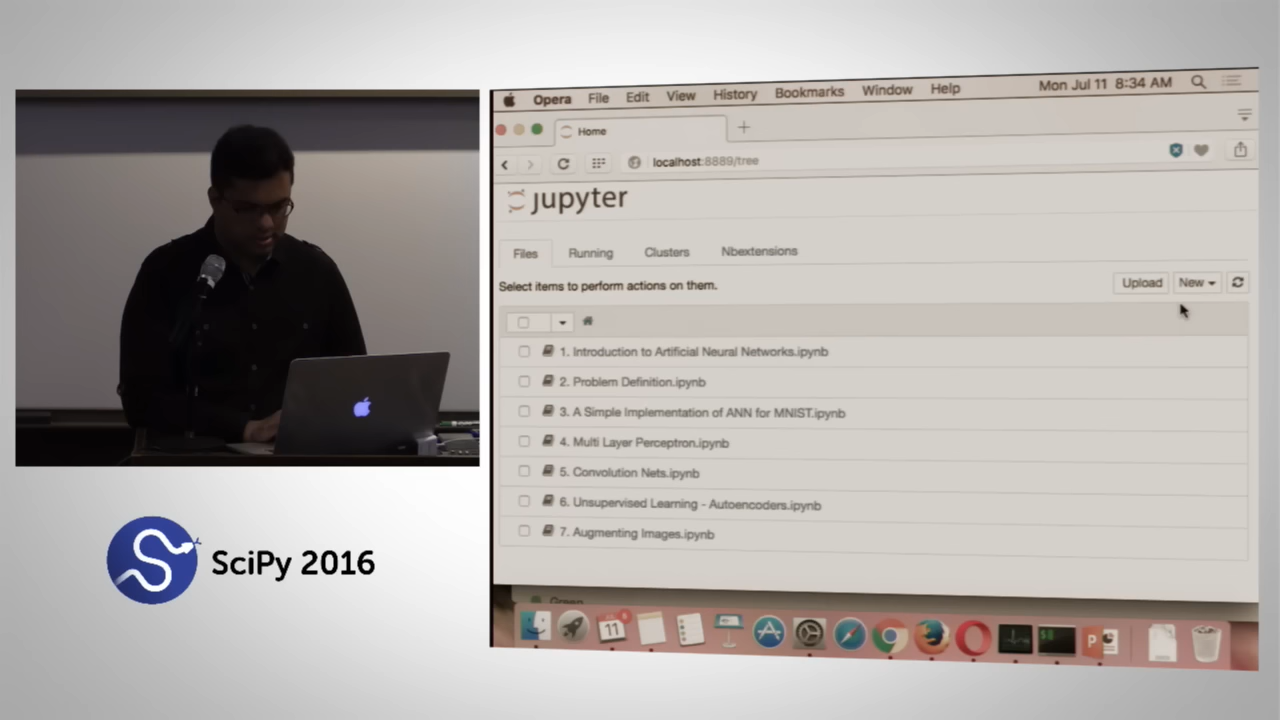 Opera File Edit View History Bookmarks Window Help Mon Jul 11 8:34 AM
Home
localhost:8889/tree
jupyter
Files Running Clusters Nbextensions
Select items to perform actions on them.
Upload New
1. Introduction to Artificial Neural Networks.ipynb
2. Problem Definition.ipynb
3. A Simple Implementation of ANN for MNIST.ipynb
4. Multi Layer Perceptron.ipynb
5. Convolution Nets.ipynb
6. Unsupervised Learning - Autoencoders.ipynb
7. Augmenting Images.ipynb
SciPy 2016
11